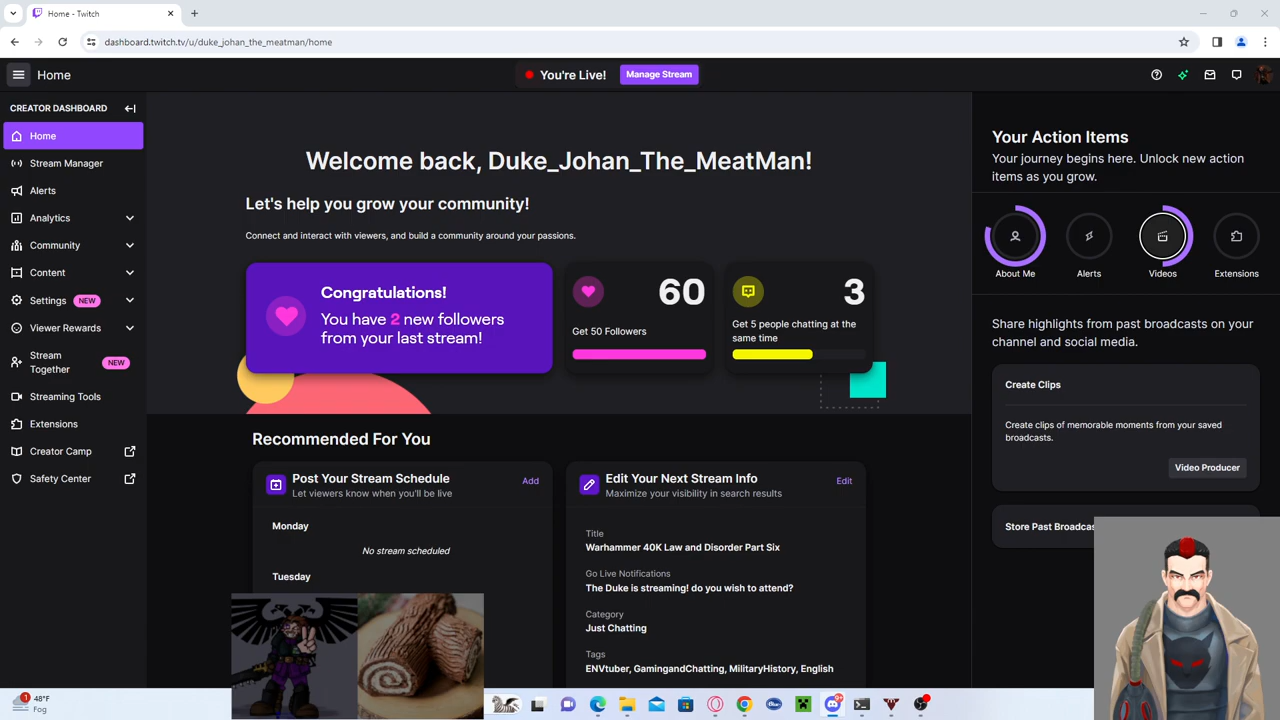 Home - Twitch
dashboard.twitch.tv/u/duke_johan_the_meatman/home
Home
You're Live!
Manage Stream
CREATOR DASHBOARD
Home
Stream Manager
Alerts
Analytics
Community
Content
Settings NEW
Viewer Rewards
Stream
Together
NEW
Streaming Tools
Extensions
Creator Camp
Safety Center
Welcome back, Duke_Johan_The_MeatMan!
Let's help you grow your community!
Connect and interact with viewers, and build a community around your passions.
Congratulations!
You have 2 new followers
from your last stream!
60
Get 50 Followers
3
Get 5 people chatting at the
same time
Recommended For You
Post Your Stream Schedule
Let viewers know when you'll be live
Add
Monday
No stream scheduled
Tuesday
Edit Your Next Stream Info
Maximize your visibility in search results
Edit
Title
Warhammer 40K Law and Disorder Part Six
Go Live Notifications
The Duke is streaming! do you wish to attend?
Category
Just Chatting
Tags
ENVtuber, GamingandChatting, MilitaryHistory, English
Your Action Items
Your journey begins here. Unlock new action
items as you grow.
About Me
Alerts
Videos
Extensions
Share highlights from past broadcasts on your
channel and social media.
Create Clips
Create clips of memorable moments from your saved
broadcasts.
Video Producer
Store Past Broadcas
1
48°F
Fog